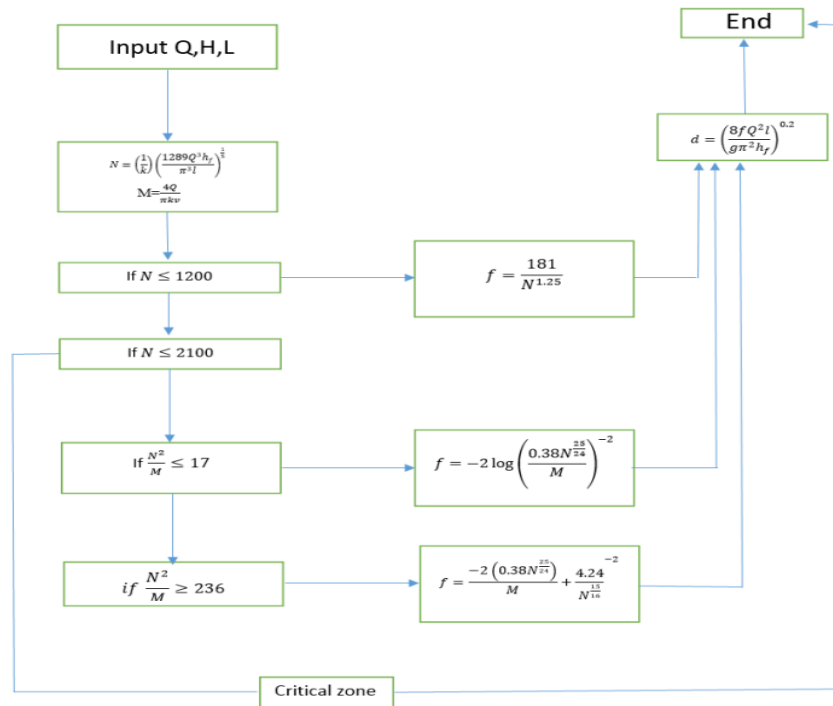 Input Q,H,L
End
N = (1/k) (1289Q³h_f / π³l)^
M=4Q/πkv
d = (8fQ²l / gπ²h_f)^0.2
If N ≤ 1200
f = 181 / N^1.25
If N ≤ 2100
If N²/M ≤ 17
f = −2 log (0.38N^(25/24) / M)^−2
if N²/M ≥ 236
f = −2 (0.38N^(25/24)) / M + 4.24 / N^(15/16) ^−2
Critical zone